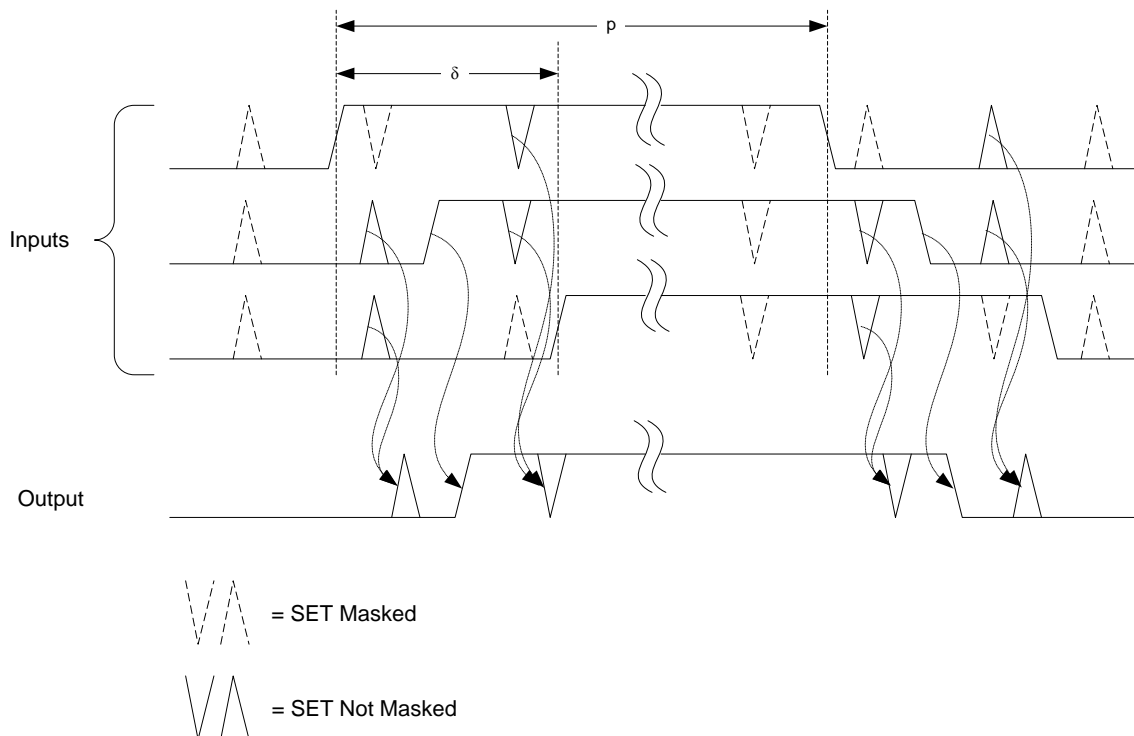 p
δ
Inputs
Output
= SET Masked
= SET Not Masked